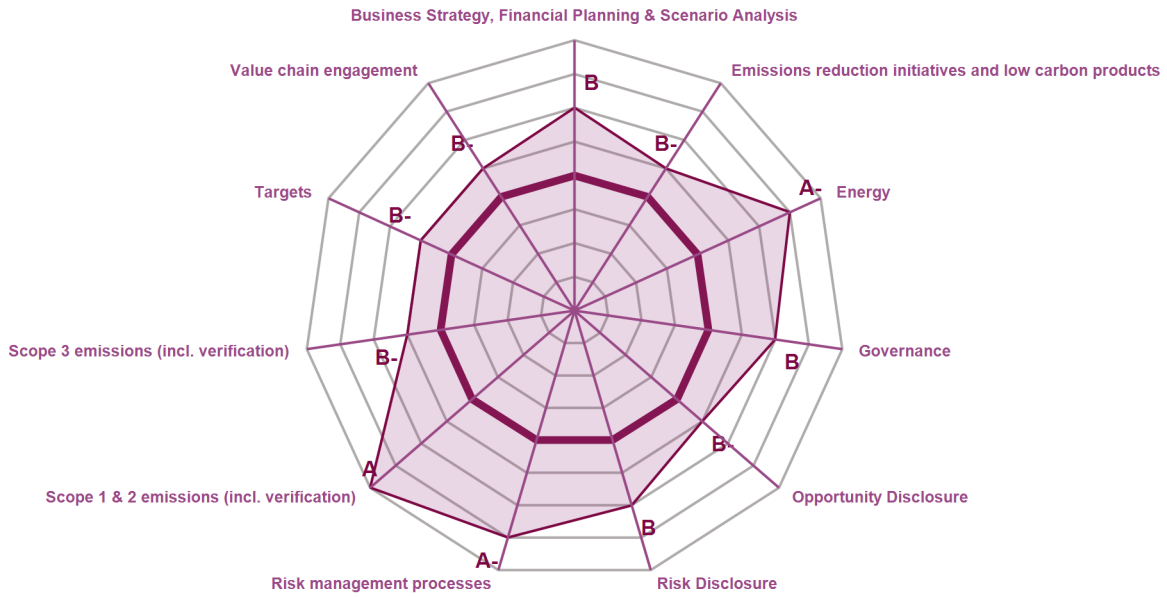 Business Strategy, Financial Planning & Scenario Analysis
Value chain engagement
Emissions reduction initiatives and low carbon products
B
B-
B-
Targets
A-
Energy
B-
Scope 3 emissions (incl. verification)
B-
B
Governance
B-
A
Scope 1 & 2 emissions (incl. verification)
Opportunity Disclosure
B
A-
Risk management processes
Risk Disclosure